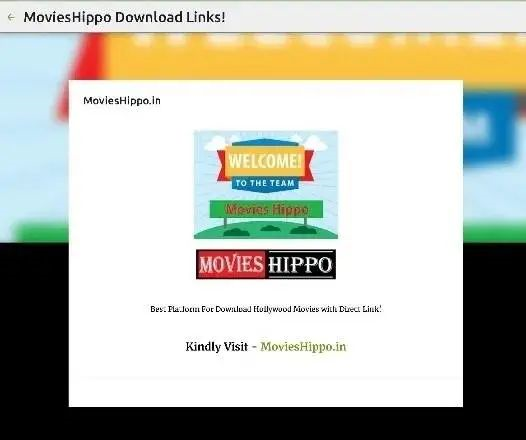 ← MoviesHippo Download Links!
MoviesHippo.in
WELCOME!
TO THE TEAM
Movies Hippo
MOVIES HIPPO
Best Platform For Download Hollywood Movies with Direct Link!
Kindly Visit - MoviesHippo.in